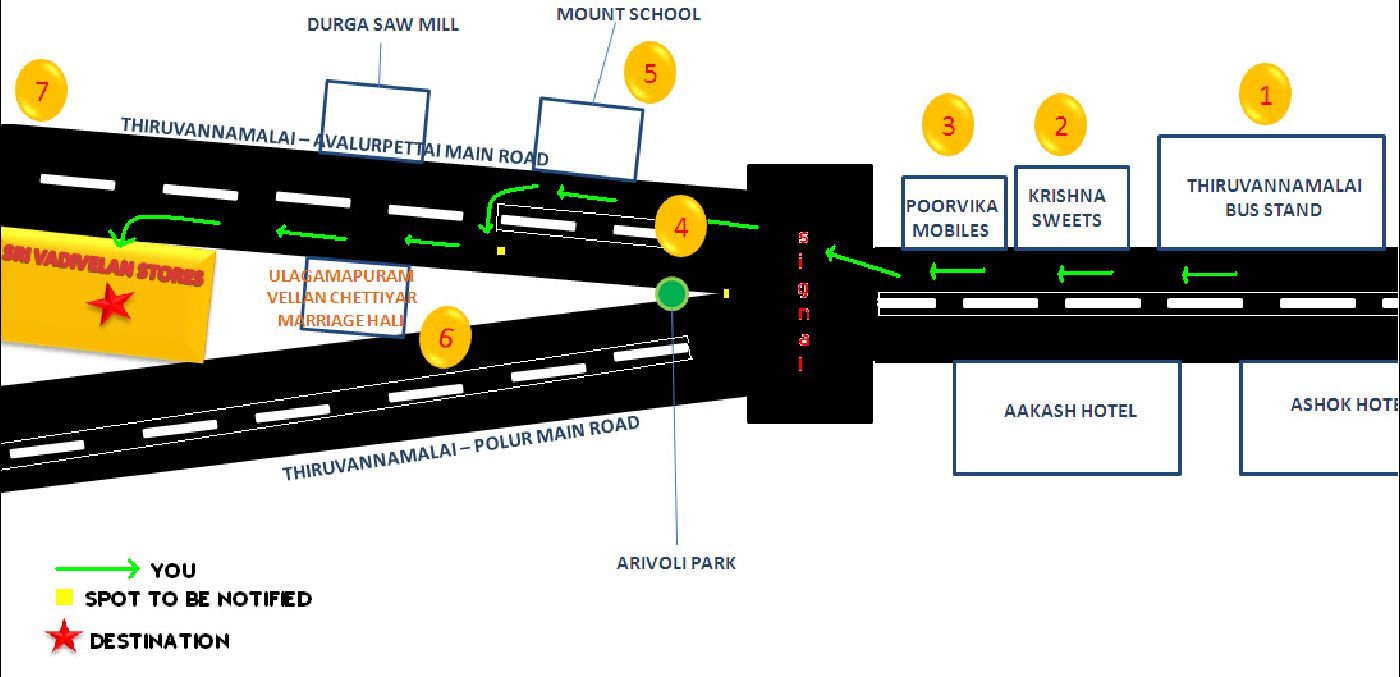 DURGA SAW MILL
MOUNT SCHOOL
7
5
3
2
1
THIRUVANNAMALAI – AVALURPETTAI MAIN ROAD
POORVIKA
MOBILES
KRISHNA
SWEETS
THIRUVANNAMALAI
BUS STAND
4
signal
SRI VADIVELAN STORES
ULAGAMAPURAM
VELLAN CHETTIYAR
MARRIAGE HALL
6
THIRUVANNAMALAI – POLUR MAIN ROAD
AAKASH HOTEL
ASHOK HOTE
ARIVOLI PARK
YOU
SPOT TO BE NOTIFIED
DESTINATION